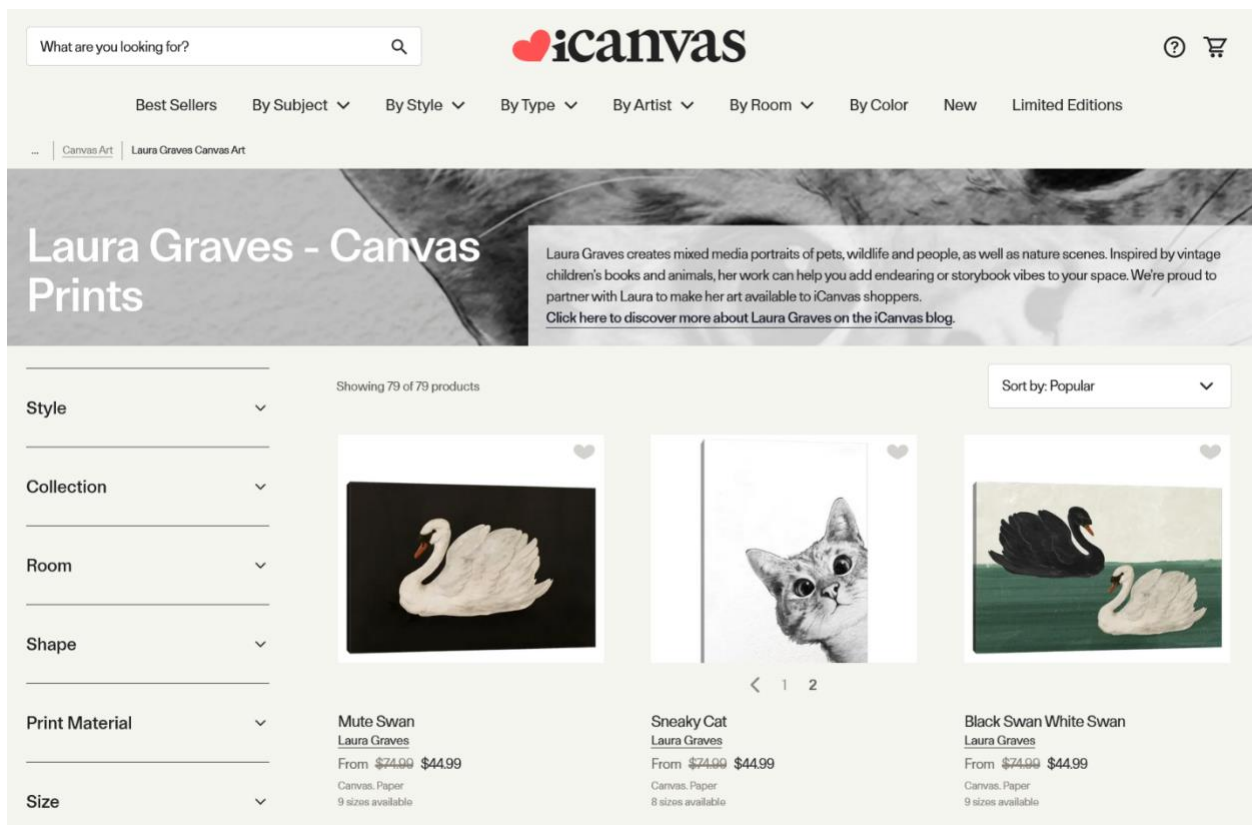 What are you looking for?
icanvas
Best Sellers By Subject By Style By Type By Artist By Room By Color New Limited Editions
... Canvas Art Laura Graves Canvas Art
Laura Graves - Canvas
Prints
Laura Graves creates mixed media portraits of pets, wildlife and people, as well as nature scenes. Inspired by vintage
children's books and animals, her work can help you add endearing or storybook vibes to your space. We're proud to
partner with Laura to make her art available to iCanvas shoppers.
Click here to discover more about Laura Graves on the iCanvas blog.
Showing 79 of 79 products
Sort by: Popular
Style
Collection
Room
Shape
Print Material
Size
1 2
Mute Swan
Laura Graves
From $74.99 $44.99
Canvas. Paper
9 sizes available
Sneaky Cat
Laura Graves
From $74.99 $44.99
Canvas. Paper
8 sizes available
Black Swan White Swan
Laura Graves
From $74.99 $44.99
Canvas. Paper
9 sizes available